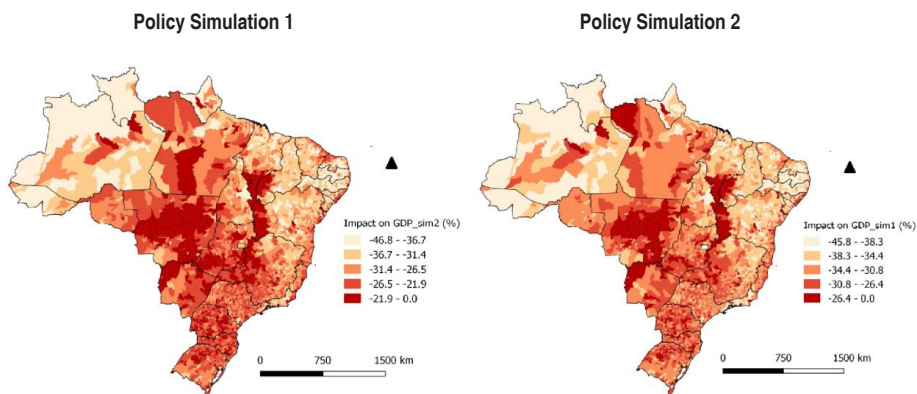 Policy Simulation 1
Policy Simulation 2
Impact on GDP_sim2 (%)
-46.8 - -36.7
-36.7 - -31.4
-31.4 - -26.5
-26.5 - -21.9
-21.9 - 0.0
0 750 1500 km
Impact on GDP_sim1 (%)
-45.8 - -38.3
-38.3 - -34.4
-34.4 - -30.8
-30.8 - -26.4
-26.4 - 0.0
0 750 1500 km